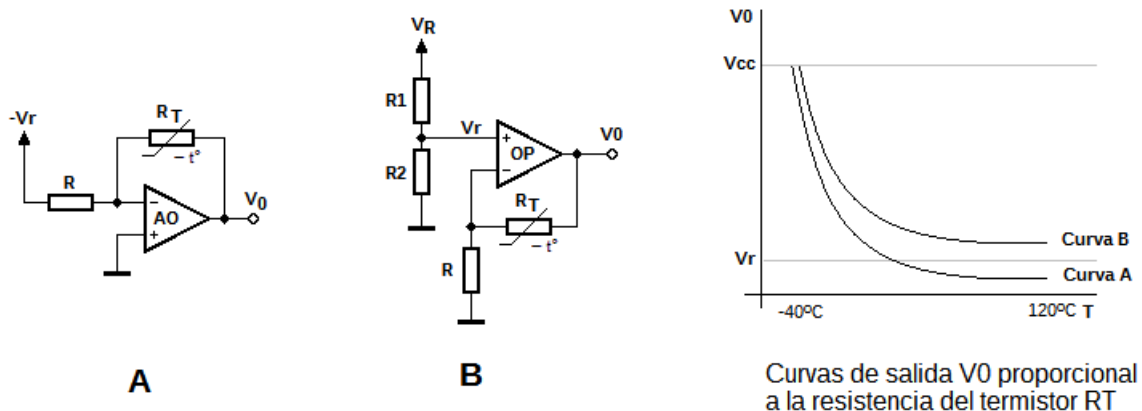 -Vr
R
RT
– t°
–
AO
+
V0
A
VR
R1
R2
Vr
+
OP
–
V0
RT
– t°
R
B
V0
Vcc
Vr
Curva B
Curva A
-40ºC
120ºC T
Curvas de salida V0 proporcional
a la resistencia del termistor RT